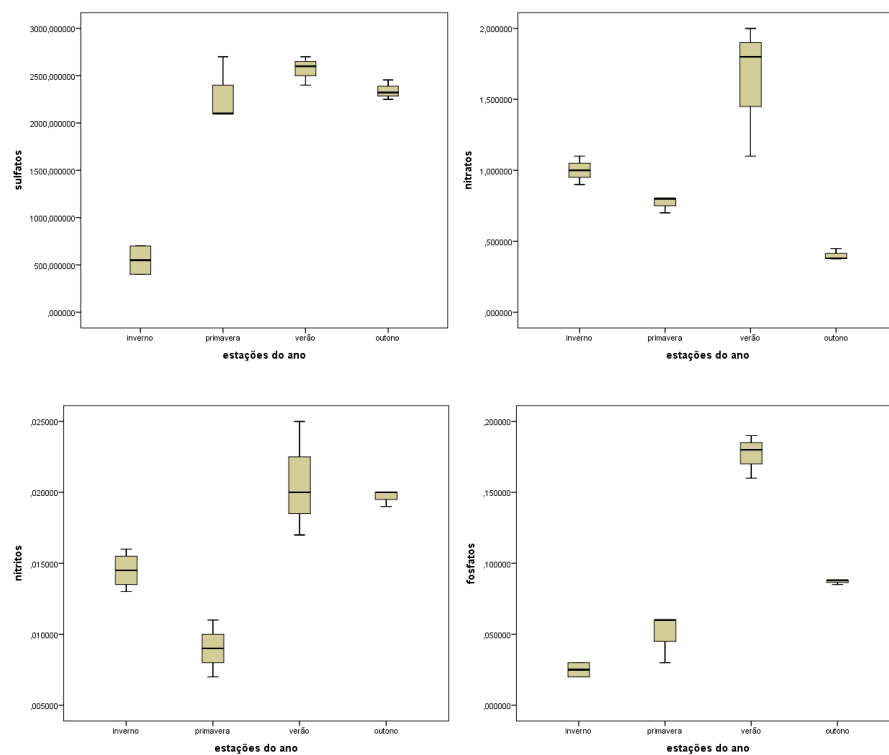 3000,000000
2500,000000
2000,000000
1500,000000
1000,000000
500,000000
,000000
sulfatos
inverno primavera verão outono
estações do ano
2,000000
1,500000
1,000000
,500000
,000000
nitratos
inverno primavera verão outono
estações do ano
,025000
,020000
,015000
,010000
,005000
nitritos
inverno primavera verão outono
estações do ano
,200000
,150000
,100000
,050000
,000000
fosfatos
inverno primavera verão outono
estações do ano